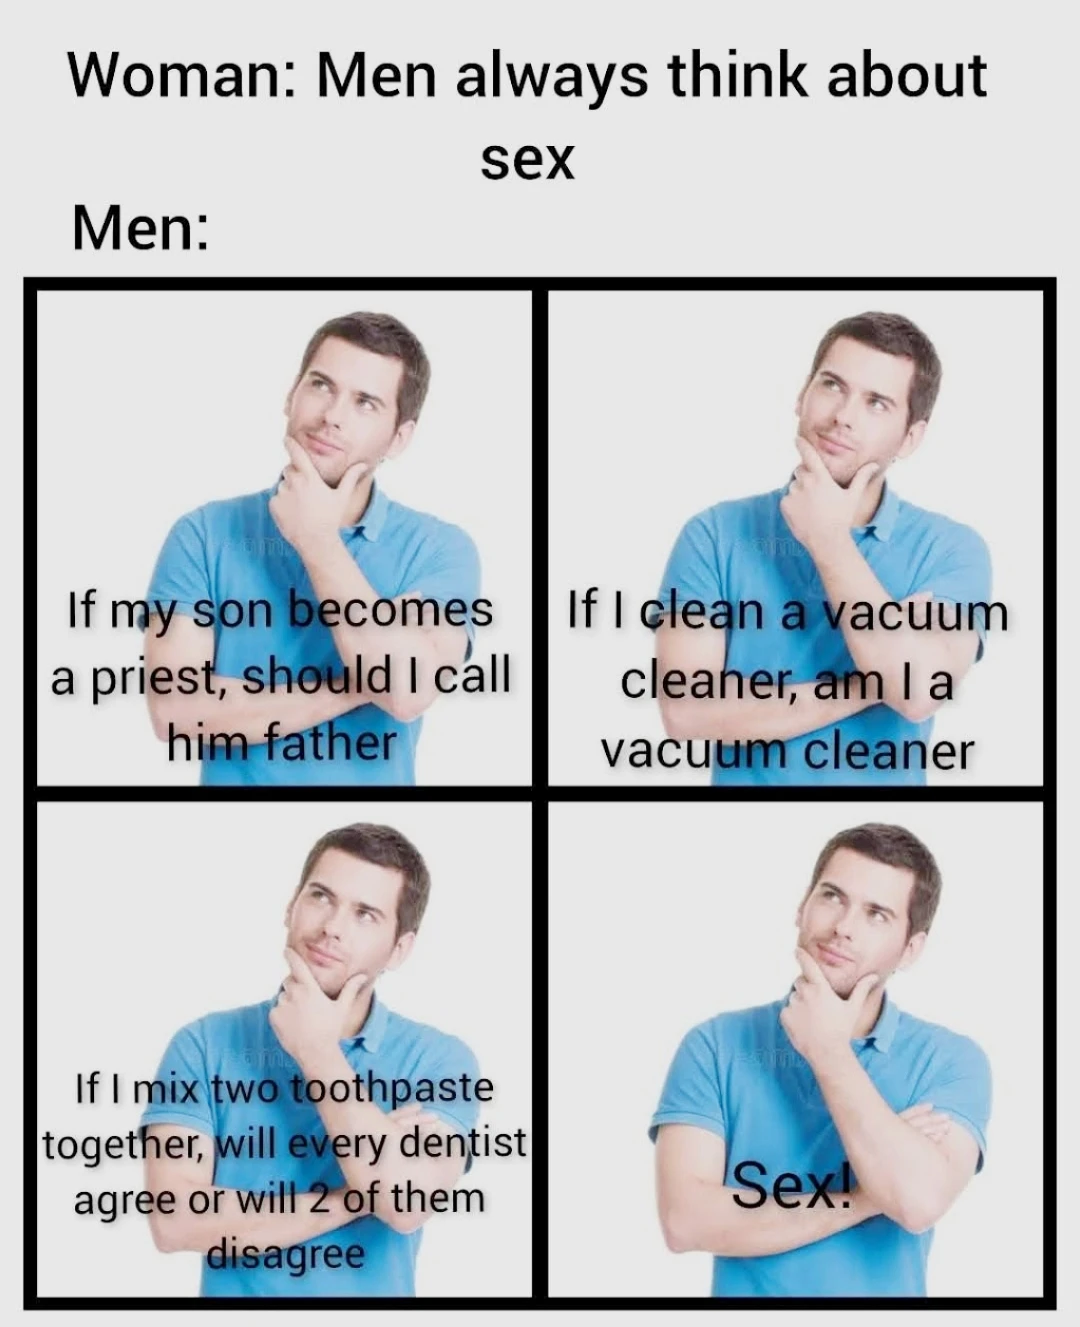 Woman: Men always think about
sex
Men:
If my son becomes
a priest, should I call
him father
If I clean a vacuum
cleaner, am I a
vacuum cleaner
If I mix two toothpaste
together, will every dentist
agree or will 2 of them
disagree
Sex!